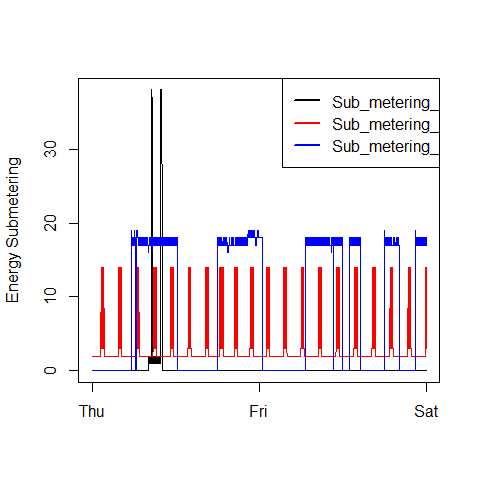 Sub_metering_
Sub_metering_
Sub_metering_
Energy Submetering
30
20
10
0
Thu Fri Sat